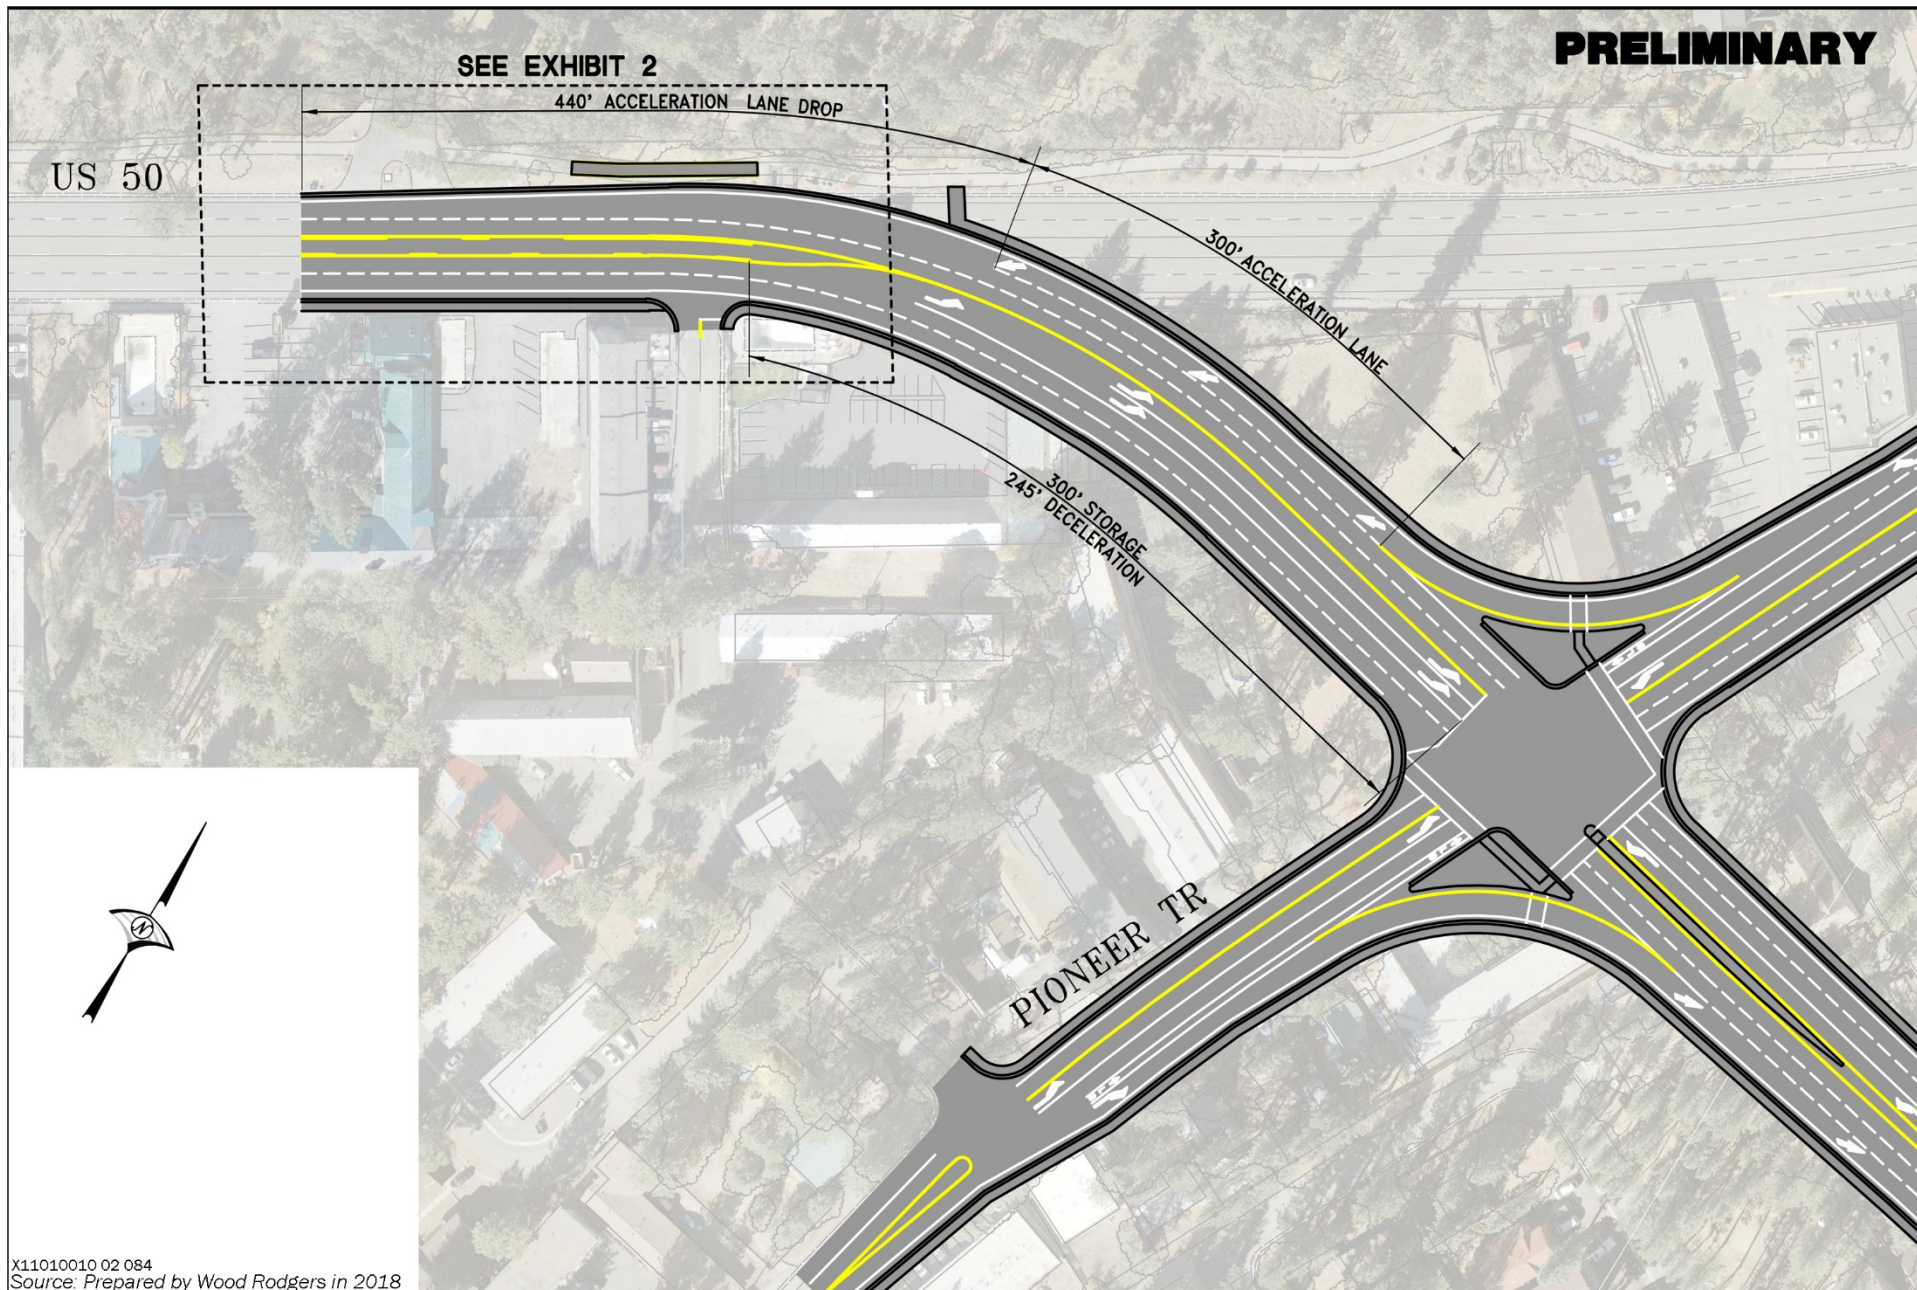 PRELIMINARY
SEE EXHIBIT 2
440' ACCELERATION LANE DROP
US 50
300' ACCELERATION LANE
300' STORAGE
245' DECELERATION
PIONEER TR
N
X11010010 02 084
Source: Prepared by Wood Rodgers in 2018